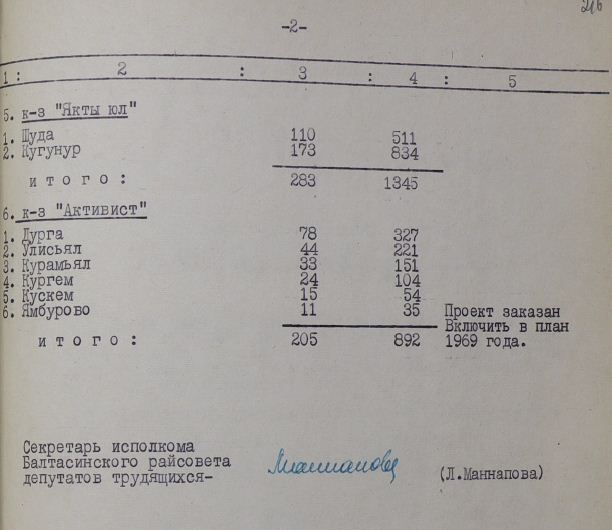 216
-2-
1: 2 : 3 : 4 : 5
5. к-з "Якты юл"
1. Шуда 110 511
2. Кугунур 173 834
итого: 283 1345
6. к-з "Активист"
1. Дурга 78 327
2. Улисьял 44 221
3. Курамьял 33 151
4. Кургем 24 104
5. Кускем 15 54
6. Ямбурово 11 35 Проект заказан
Включить в план
итого: 205 892 1969 года.
Секретарь исполкома
Балтасинского райсовета
депутатов трудящихся- (Л.Маннапова)